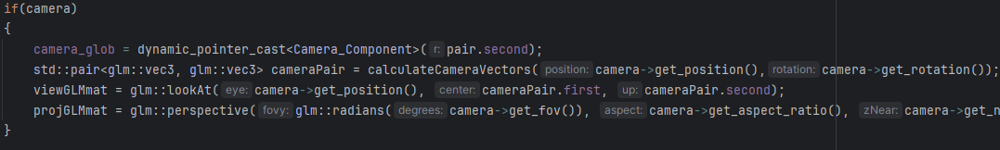 if(camera)
{
camera_glob = dynamic_pointer_cast<Camera_Component>( r: pair.second);
std::pair<glm::vec3, glm::vec3> cameraPair = calculateCameraVectors( position: camera->get_position(), rotation: camera->get_rotation());
viewGLMmat = glm::lookAt( eye: camera->get_position(), center: cameraPair.first, up: cameraPair.second);
projGLMmat = glm::perspective( fovy: glm::radians( degrees: camera->get_fov()), aspect: camera->get_aspect_ratio(), zNear: camera->get_n
}